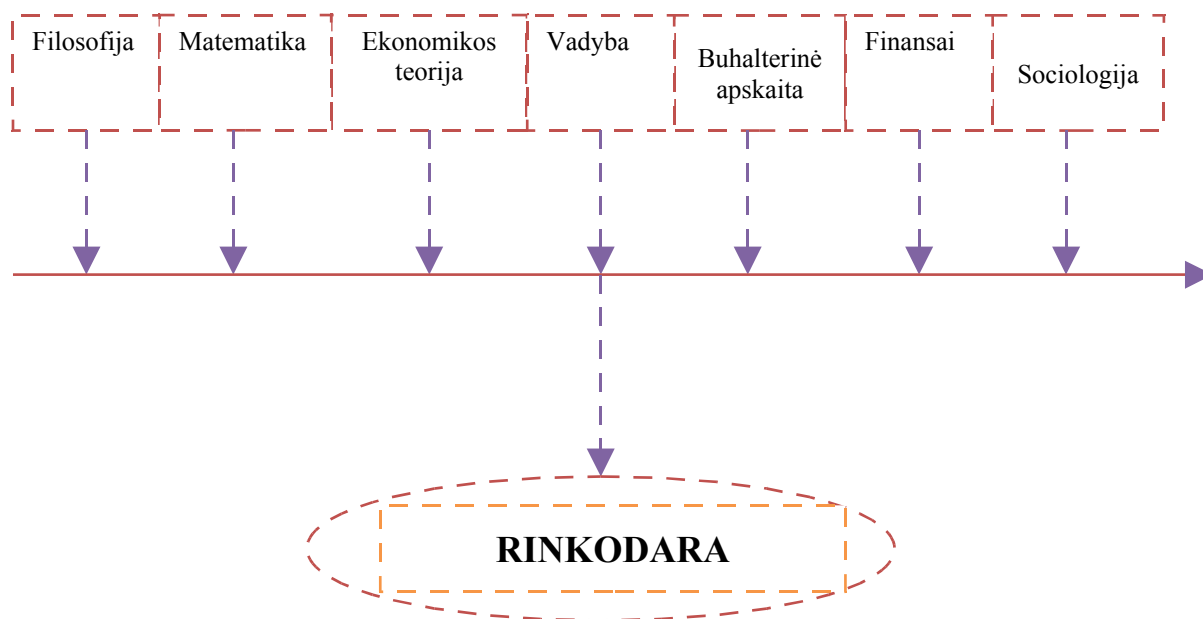 Filosofija
Matematika
Ekonomikos
teorija
Vadyba
Buhalterinė
apskaita
Finansai
Sociologija
RINKODARA